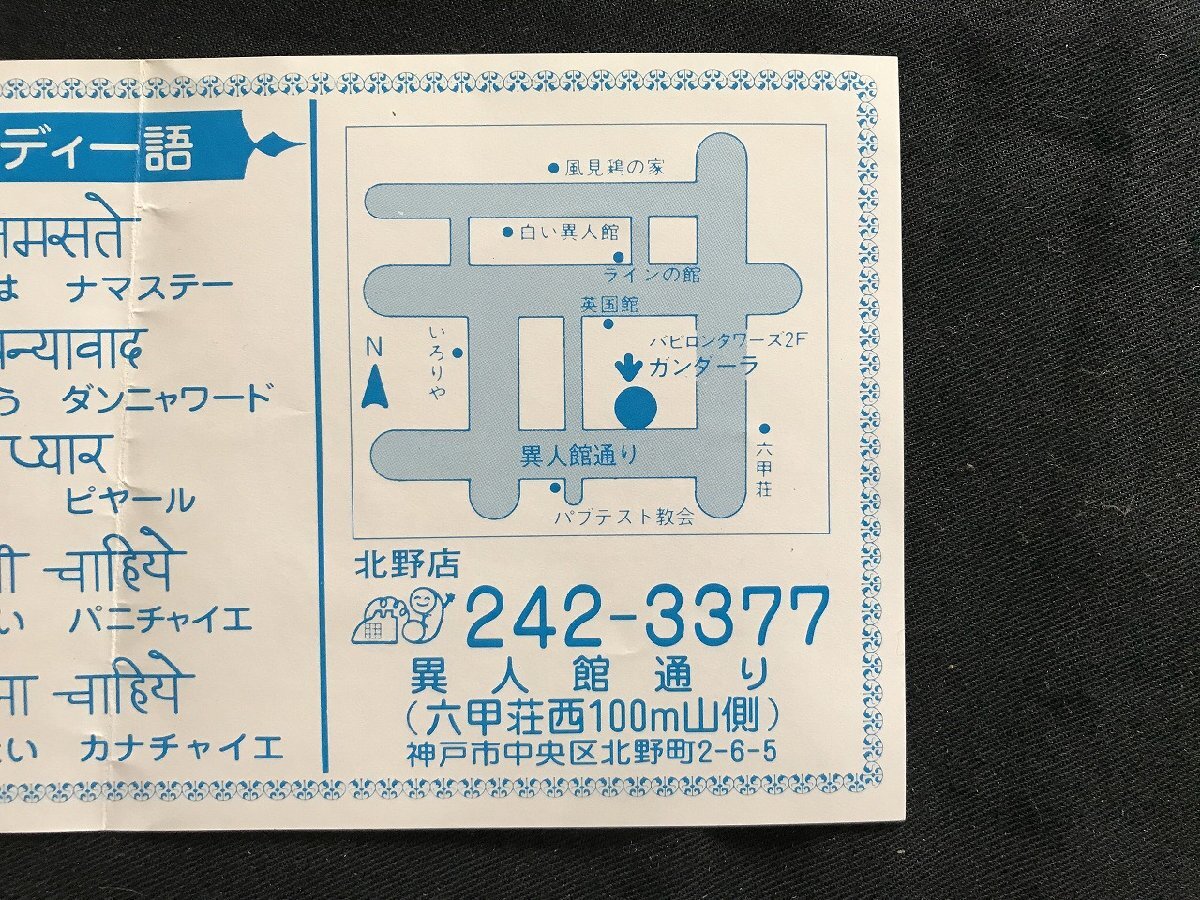 ディー語
नमस्ते
は ナマステー
न्यावाद
う ダンニャワード
प्यार
ピヤール
चाहिये
い パニチャイエ
चाहिये
い カナチャイエ
風見鶏の家
白い異人館
ラインの館
英国館
いろりや
N
バビロンタワーズ2F
ガンダーラ
異人館通り
六甲荘
バプテスト教会
北野店
242-3377
異人館通り
(六甲荘西100m山側)
神戸市中央区北野町2-6-5